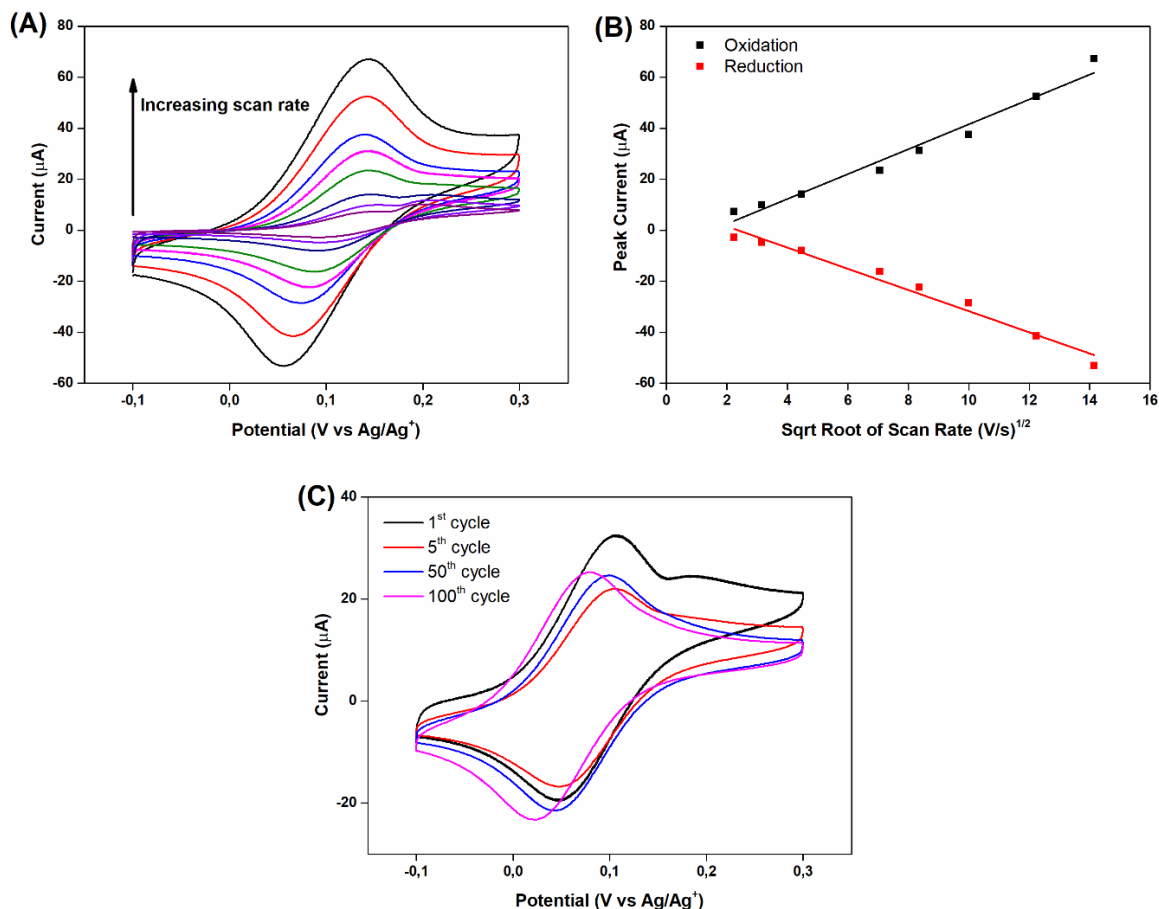 (A)
80
60
40
20
0
-20
-40
-60
Current (μA)
Increasing scan rate
-0,1 0,0 0,1 0,2 0,3
Potential (V vs Ag/Ag⁺)
(B)
80
60
40
20
0
-20
-40
-60
Peak Current (μA)
Oxidation
Reduction
0 2 4 6 8 10 12 14 16
Sqrt Root of Scan Rate (V/s)^1/2
(C)
40
20
0
-20
Current (μA)
1st cycle
5th cycle
50th cycle
100th cycle
-0,1 0,0 0,1 0,2 0,3
Potential (V vs Ag/Ag⁺)